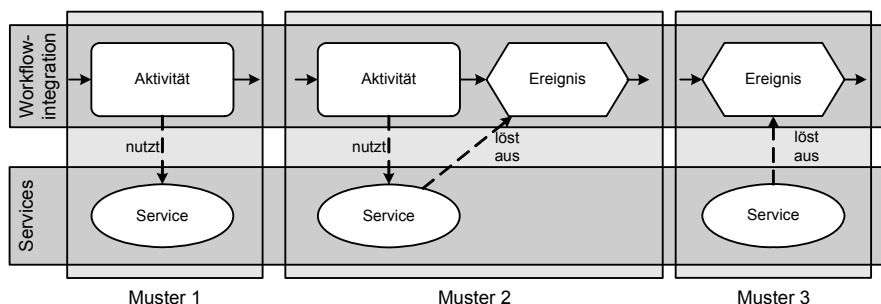 Workflow-
integration
Aktivität
Aktivität
Ereignis
Ereignis
nutzt
nutzt
löst
aus
löst
aus
Services
Service
Service
Service
Muster 1
Muster 2
Muster 3